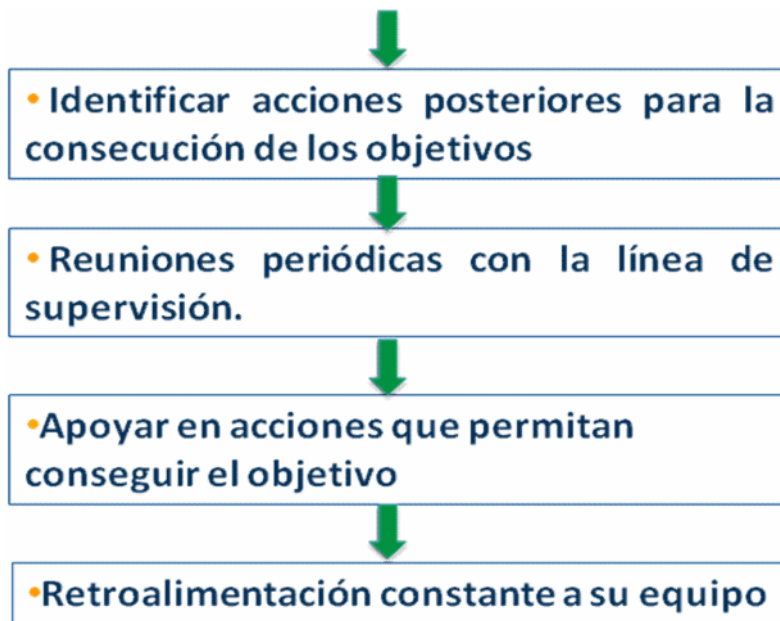 • Identificar acciones posteriores para la
consecución de los objetivos
• Reuniones periódicas con la línea de
supervisión.
•Apoyar en acciones que permitan
conseguir el objetivo
•Retroalimentación constante a su equipo